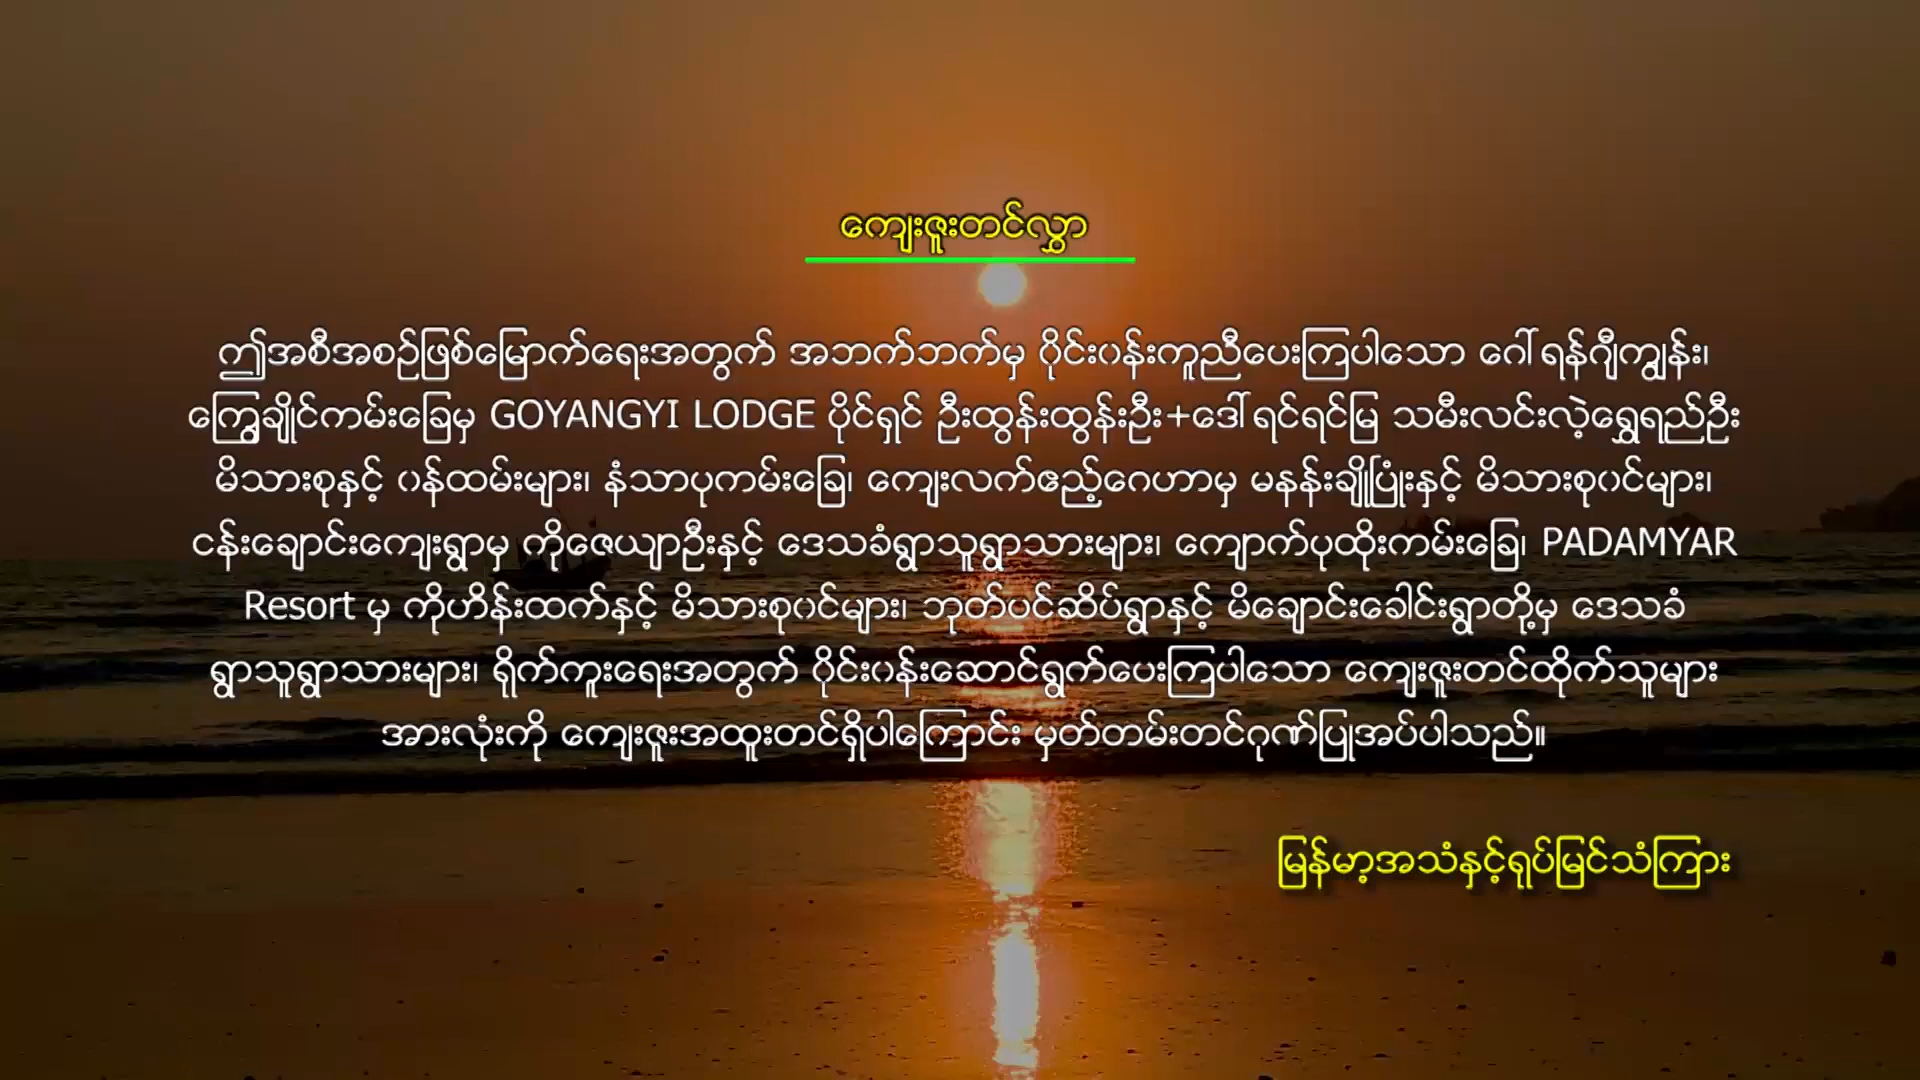 ကျေးဇူးတင်လွှာ
ဤအစီအစဉ်ဖြစ်မြောက်ရေးအတွက် အဘက်ဘက်မှ ဝိုင်းဝန်းကူညီပေးကြပါသော ဂေါ်ရန်ဂျီကျွန်း၊
ကြွေချိုင်ကမ်းခြေမှ GOYANGYI LODGE ပိုင်ရှင် ဦးထွန်းထွန်းဦး+ဒေါ်ရင်ရင်မြ သမီးလင်းလဲ့ရွှေရည်ဦး
မိသားစုနှင့် ဝန်ထမ်းများ၊ နံသာပုကမ်းခြေ၊ ကျေးလက်ဧည့်ဂေဟာမှ မနန်းချိုပြုံးနှင့် မိသားစုဝင်များ၊
ငန်းချောင်းကျေးရွာမှ ကိုဇေယျာဦးနှင့် ဒေသခံရွာသူရွာသားများ၊ ကျောက်ပုထိုးကမ်းခြေ၊ PADAMYAR
Resort မှ ကိုဟိန်းထက်နှင့် မိသားစုဝင်များ၊ ဘုတ်ပင်ဆိပ်ရွာနှင့် မိချောင်းခေါင်းရွာတို့မှ ဒေသခံ
ရွာသူရွာသားများ၊ ရိုက်ကူးရေးအတွက် ဝိုင်းဝန်းဆောင်ရွက်ပေးကြပါသော ကျေးဇူးတင်ထိုက်သူများ
အားလုံးကို ကျေးဇူးအထူးတင်ရှိပါကြောင်း မှတ်တမ်းတင်ဂုဏ်ပြုအပ်ပါသည်။
မြန်မာ့အသံနှင့်ရုပ်မြင်သံကြား